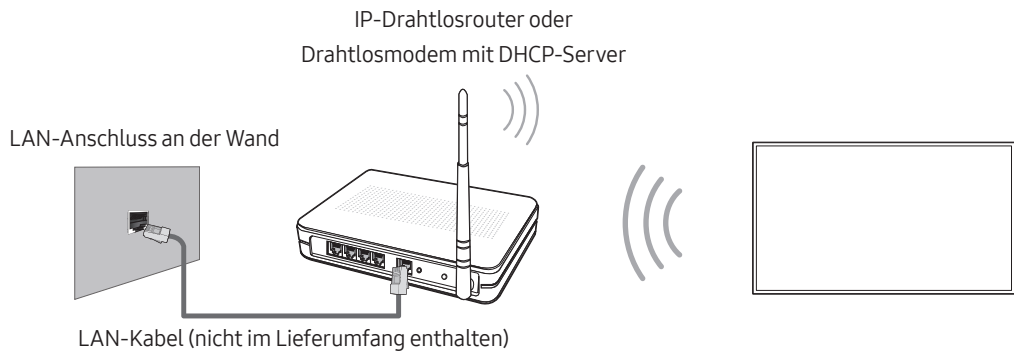 IP-Drahtlosrouter oder
Drahtlosmodem mit DHCP-Server
LAN-Anschluss an der Wand
LAN-Kabel (nicht im Lieferumfang enthalten)